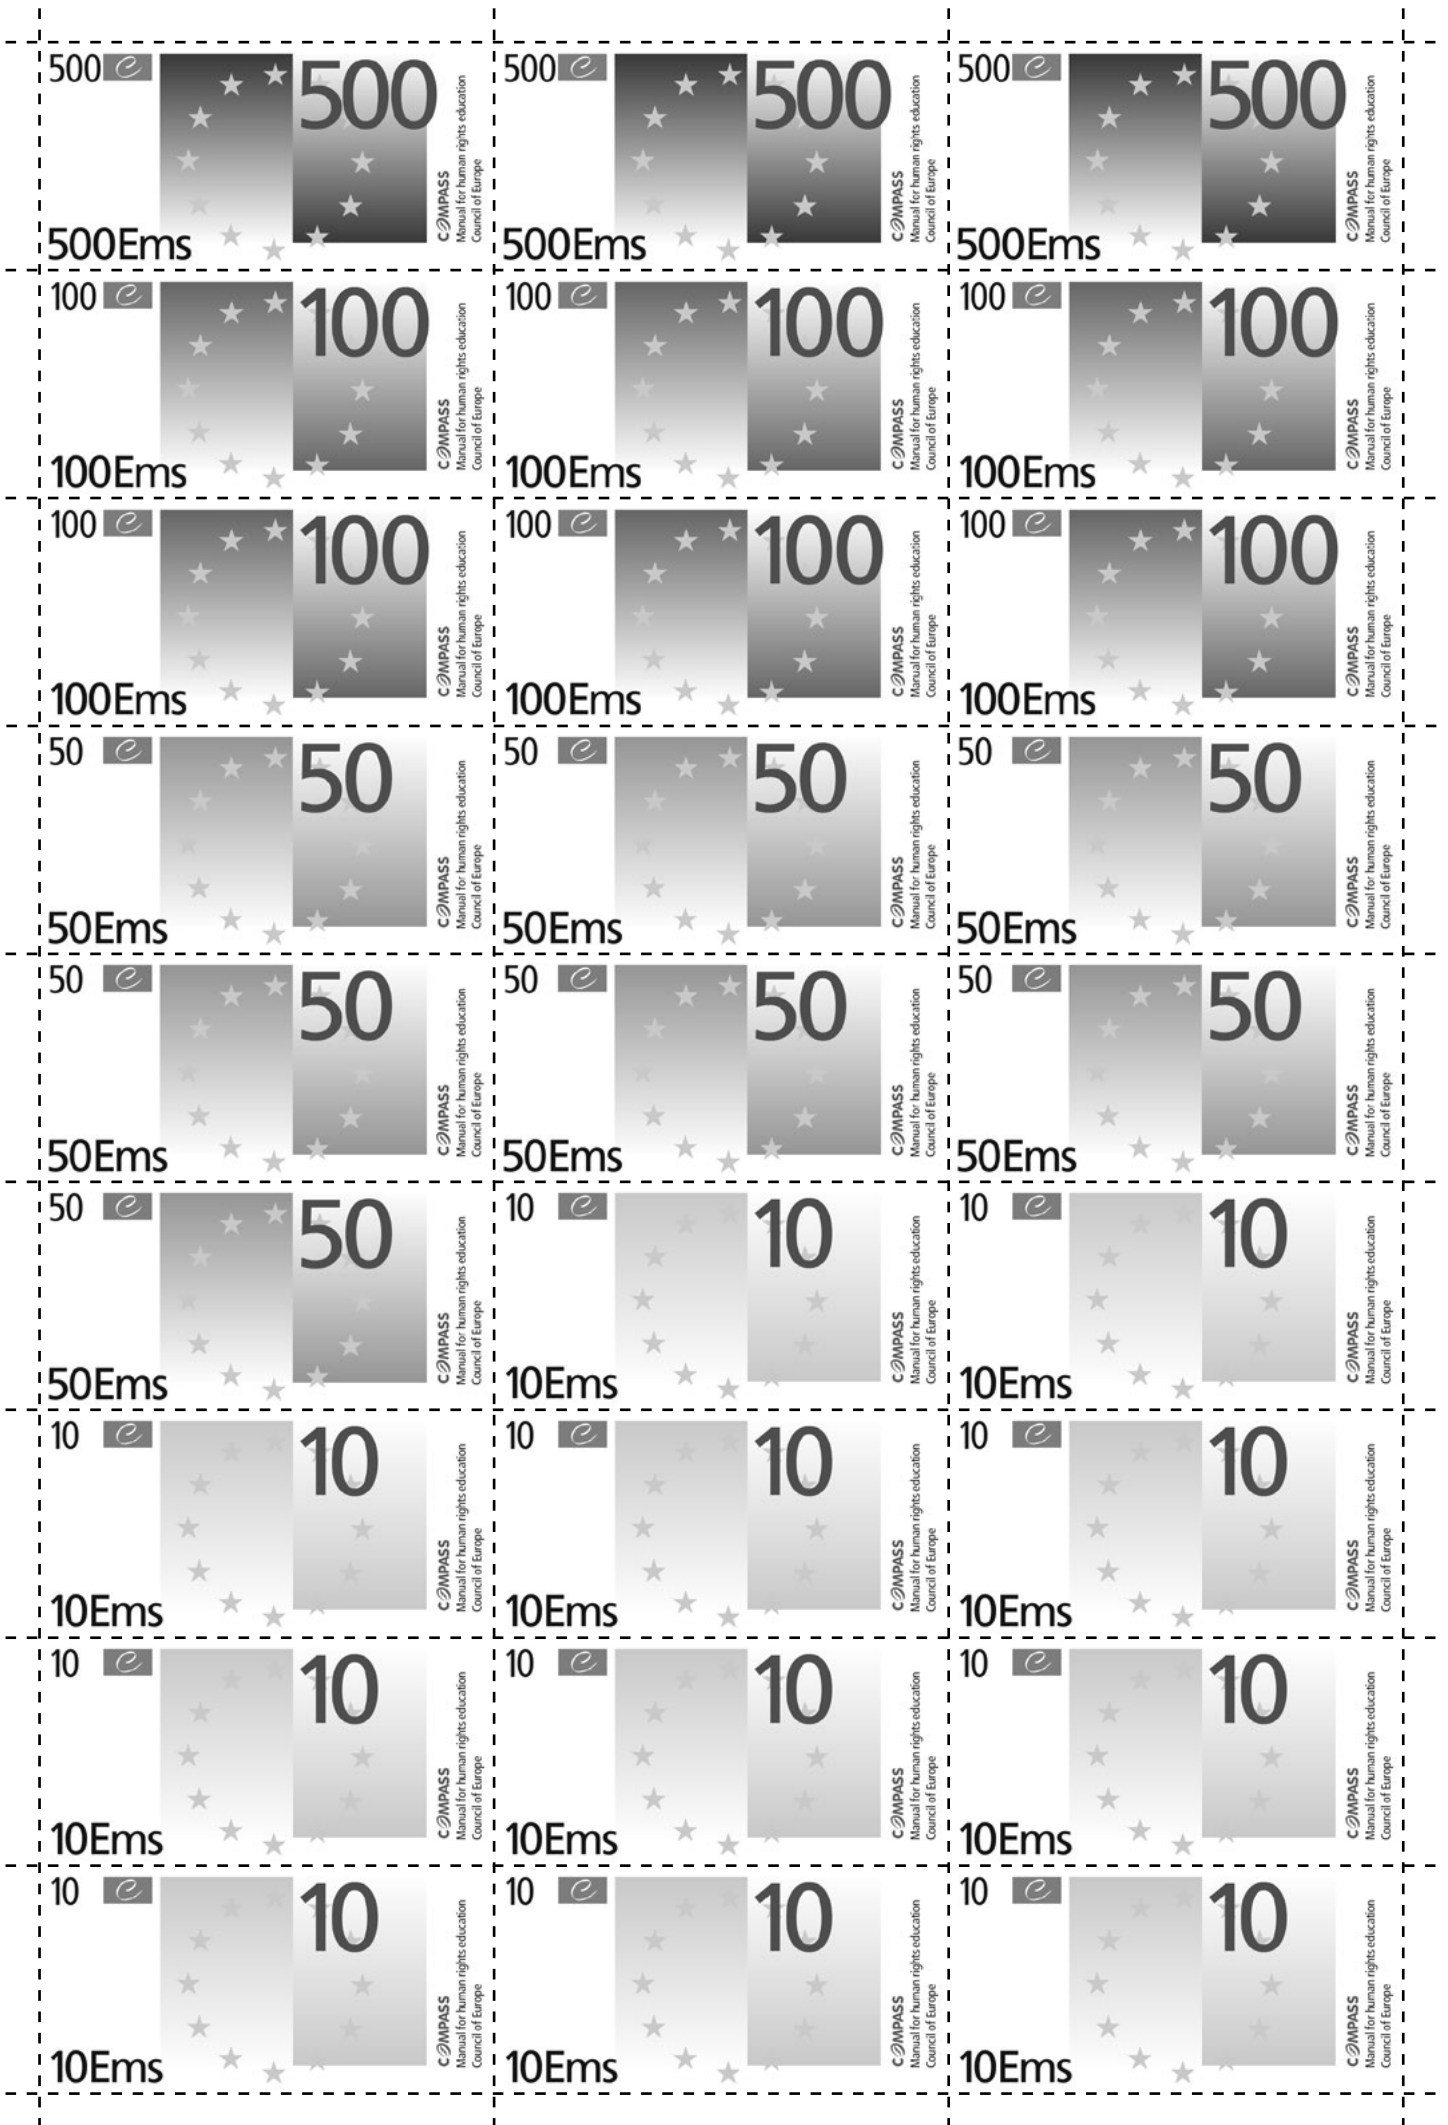 500 500
500Ems
COMPASS
Manual for human rights education
Council of Europe
500 500
500Ems
COMPASS
Manual for human rights education
Council of Europe
500 500
500Ems
COMPASS
Manual for human rights education
Council of Europe
100 100
100Ems
COMPASS
Manual for human rights education
Council of Europe
100 100
100Ems
COMPASS
Manual for human rights education
Council of Europe
100 100
100Ems
COMPASS
Manual for human rights education
Council of Europe
100 100
100Ems
COMPASS
Manual for human rights education
Council of Europe
100 100
100Ems
COMPASS
Manual for human rights education
Council of Europe
100 100
100Ems
COMPASS
Manual for human rights education
Council of Europe
50 50
50Ems
COMPASS
Manual for human rights education
Council of Europe
50 50
50Ems
COMPASS
Manual for human rights education
Council of Europe
50 50
50Ems
COMPASS
Manual for human rights education
Council of Europe
50 50
50Ems
COMPASS
Manual for human rights education
Council of Europe
50 50
50Ems
COMPASS
Manual for human rights education
Council of Europe
50 50
50Ems
COMPASS
Manual for human rights education
Council of Europe
50 50
50Ems
COMPASS
Manual for human rights education
Council of Europe
10 10
10Ems
COMPASS
Manual for human rights education
Council of Europe
10 10
10Ems
COMPASS
Manual for human rights education
Council of Europe
10 10
10Ems
COMPASS
Manual for human rights education
Council of Europe
10 10
10Ems
COMPASS
Manual for human rights education
Council of Europe
10 10
10Ems
COMPASS
Manual for human rights education
Council of Europe
10 10
10Ems
COMPASS
Manual for human rights education
Council of Europe
10 10
10Ems
COMPASS
Manual for human rights education
Council of Europe
10 10
10Ems
COMPASS
Manual for human rights education
Council of Europe
10 10
10Ems
COMPASS
Manual for human rights education
Council of Europe
10 10
10Ems
COMPASS
Manual for human rights education
Council of Europe
10 10
10Ems
COMPASS
Manual for human rights education
Council of Europe